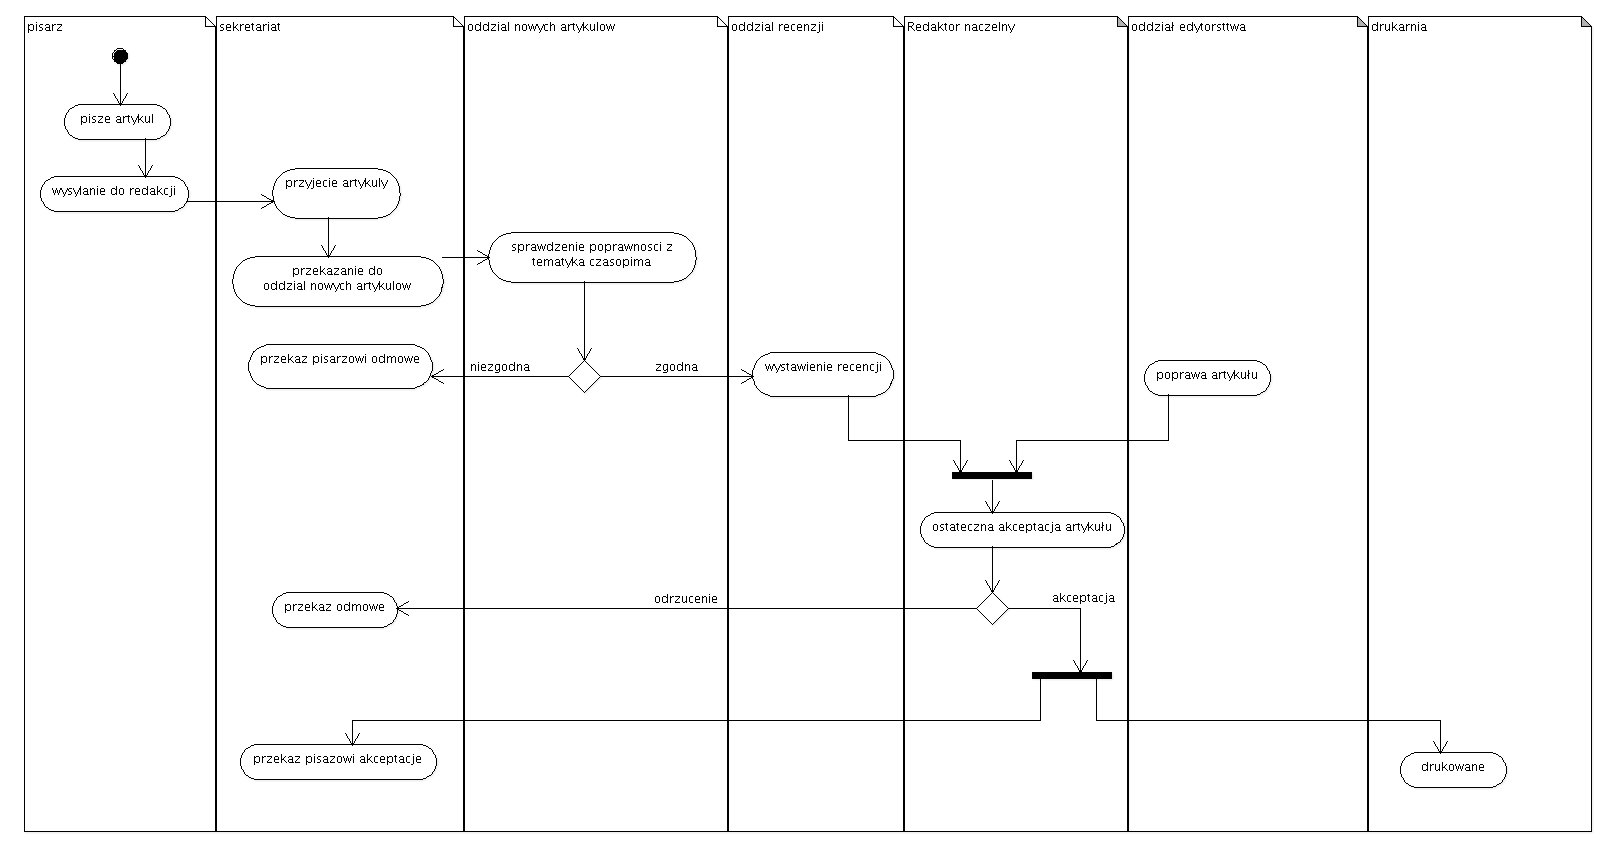 pisarz
sekretariat
oddzial nowych artykulow
oddzial recenzji
Redaktor naczelny
oddział edytorsttwa
drukarnia
pisze artykul
wysylanie do redakcji
przyjecie artykuly
sprawdzenie poprawnosci z
tematyka czasopima
przekazanie do
oddzial nowych artykulow
przekaz pisarzowi odmowe
niezgodna
zgodna
wystawienie recencji
poprawa artykułu
ostateczna akceptacja artykułu
przekaz odmowe
odrzucenie
akceptacja
przekaz pisazowi akceptacje
drukowane